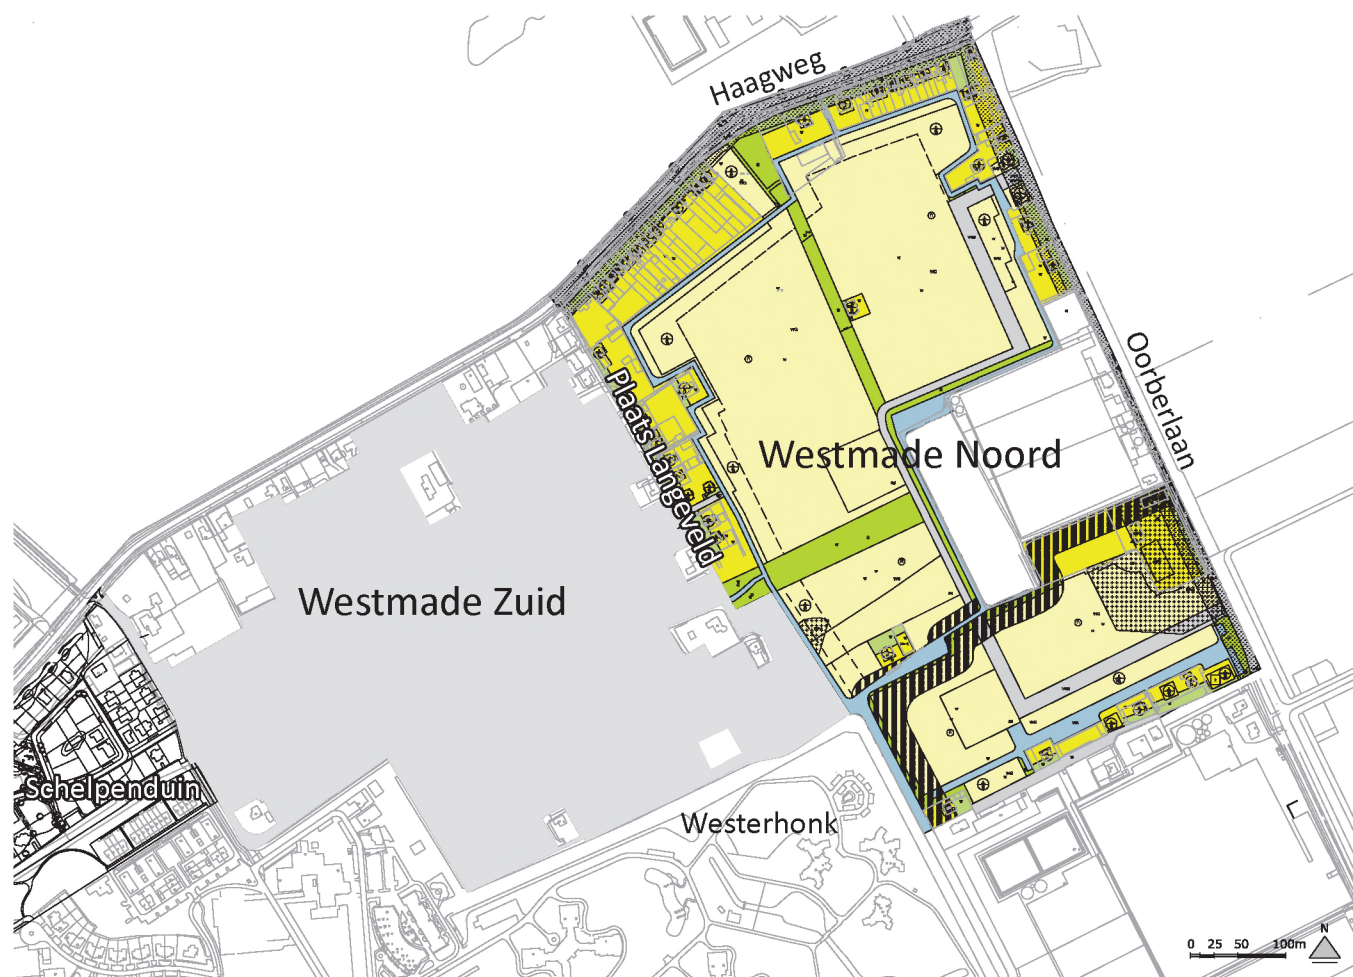 Haagweg
Oorberlaan
Plaats Langeveld
Westmade Noord
Westmade Zuid
Schelpenduin
Westerhonk
N
0 25 50 100m